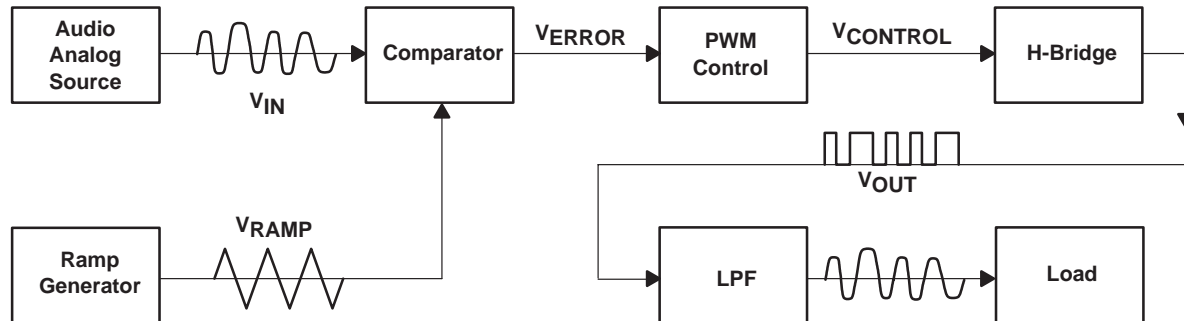 Audio
Analog
Source
VIN
Comparator
VERROR
PWM
Control
VCONTROL
H-Bridge
VOUT
VRAMP
Ramp
Generator
LPF
Load